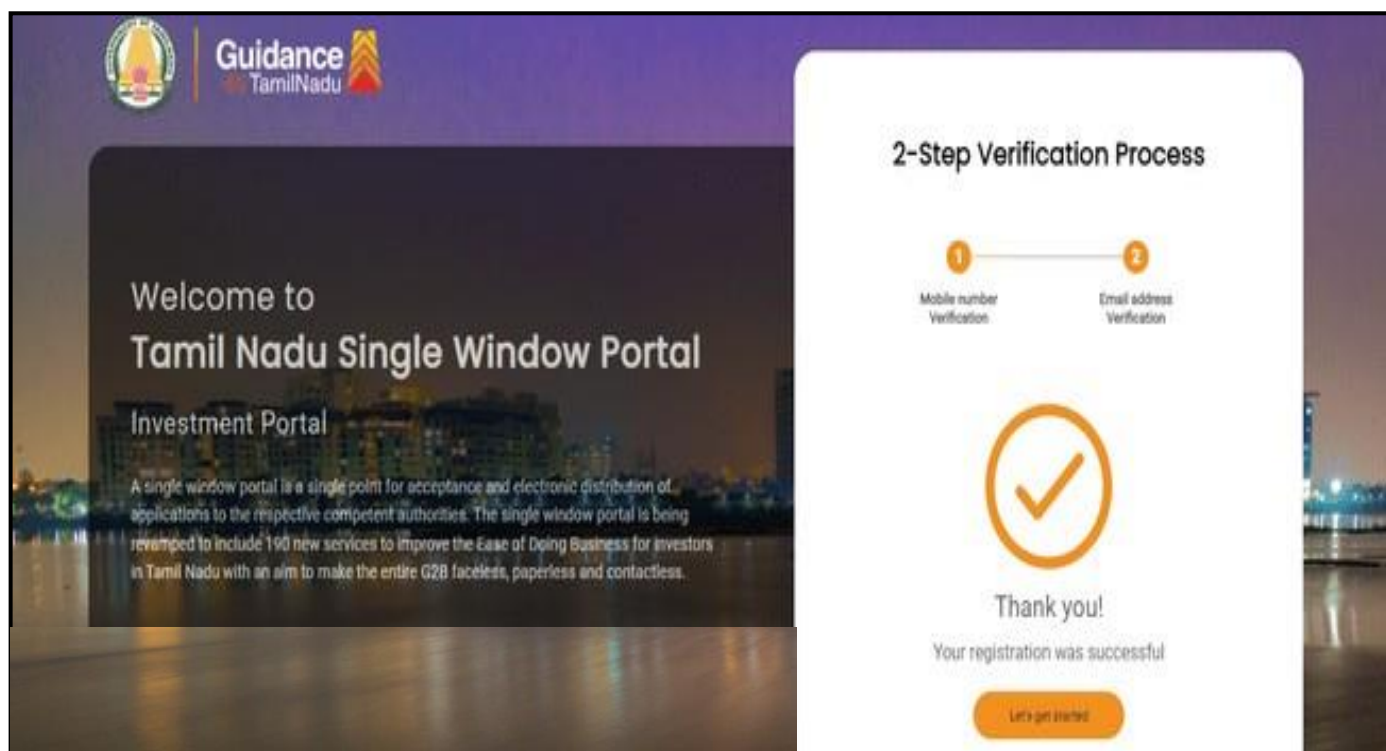 Guidance
TamilNadu
Welcome to
Tamil Nadu Single Window Portal
Investment Portal
A single window portal is a single point for acceptance and electronic distribution of
applications to the respective competent authorities. The single window portal is being
revamped to include 190 new services to improve the Ease of Doing Business for investors
in Tamil Nadu with an aim to make the entire G2B faceless, paperless and contactless.
2-Step Verification Process
1
2
Mobile number
Verification
Email address
Verification
Thank you!
Your registration was successful
Let's get started